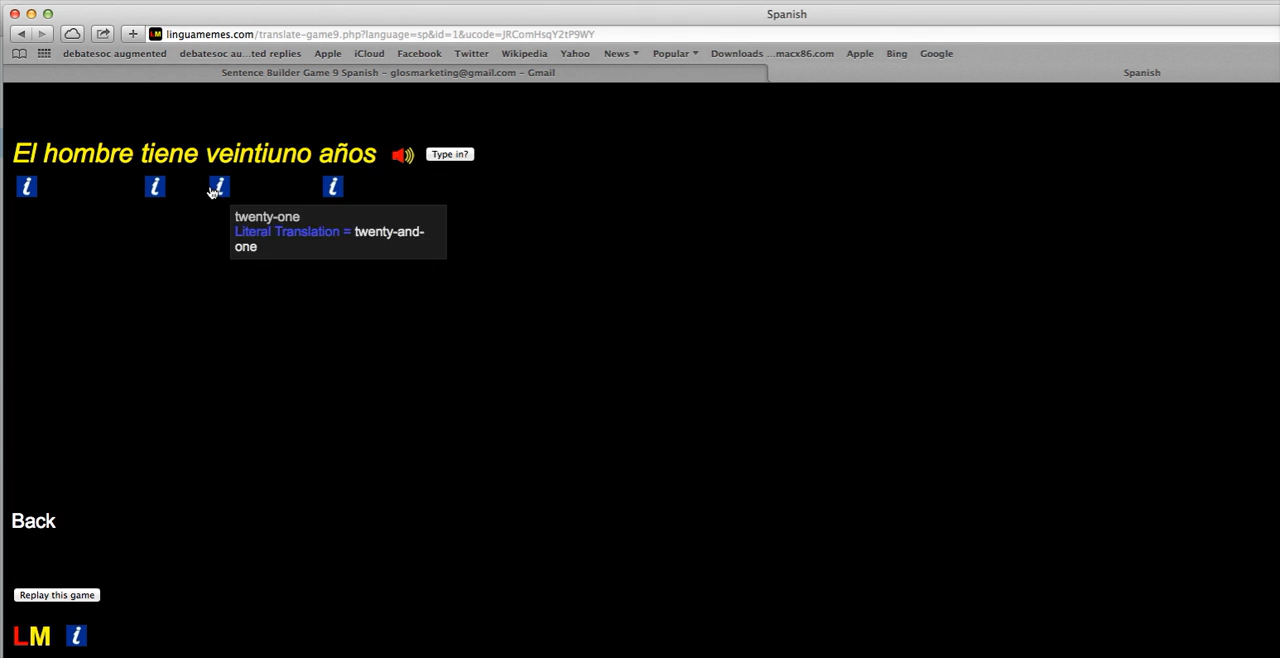 Spanish
LM linguamemes.com/translate-game9.php?language=sp&id=1&ucode=JRComHsqY2tP9WY
debatesoc augmented debatesoc au...ted replies Apple iCloud Facebook Twitter Wikipedia Yahoo News Popular Downloads ...macx86.com Apple Bing Google
Sentence Builder Game 9 Spanish – glosmarketing@gmail.com – Gmail Spanish
El hombre tiene veintiuno años Type in?
i i i i
twenty-one
Literal Translation = twenty-and-
one
Back
Replay this game
LM i